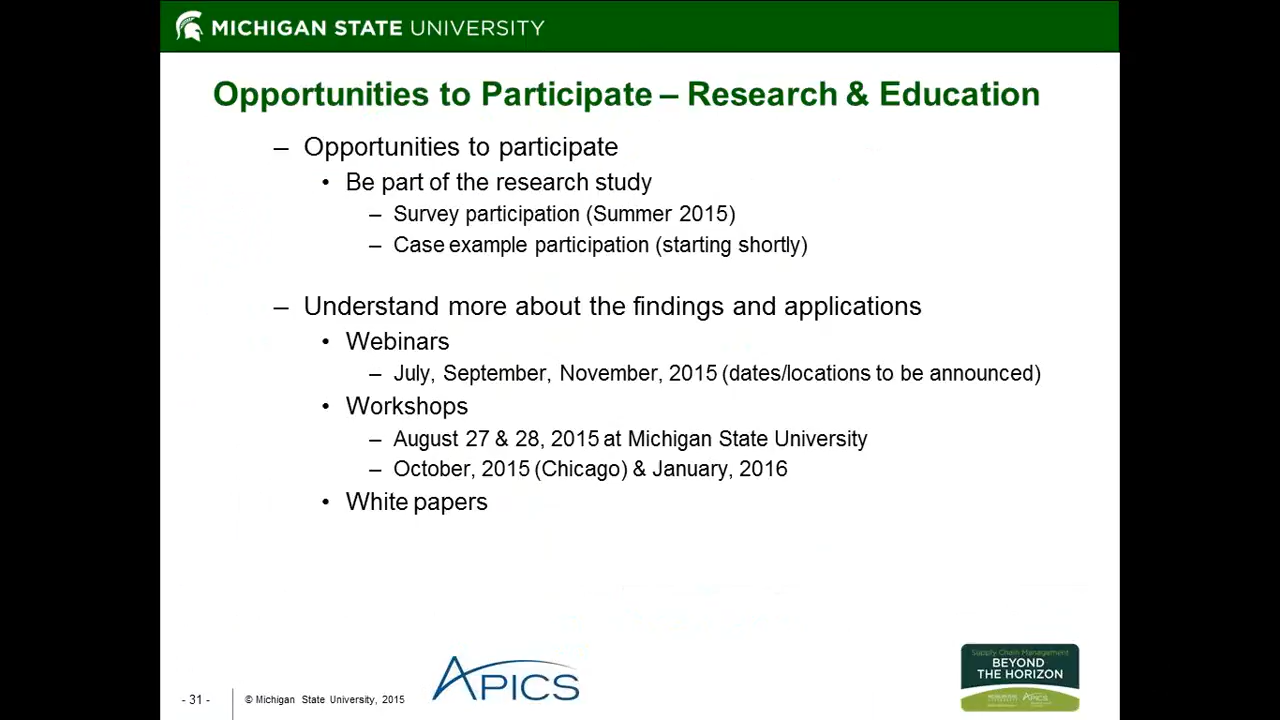 MICHIGAN STATE UNIVERSITY
Opportunities to Participate – Research & Education
– Opportunities to participate
• Be part of the research study
– Survey participation (Summer 2015)
– Case example participation (starting shortly)
– Understand more about the findings and applications
• Webinars
– July, September, November, 2015 (dates/locations to be announced)
• Workshops
– August 27 & 28, 2015 at Michigan State University
– October, 2015 (Chicago) & January, 2016
• White papers
- 31 -
© Michigan State University, 2015
APICS
Supply Chain Management
BEYOND
THE HORIZON
APICS